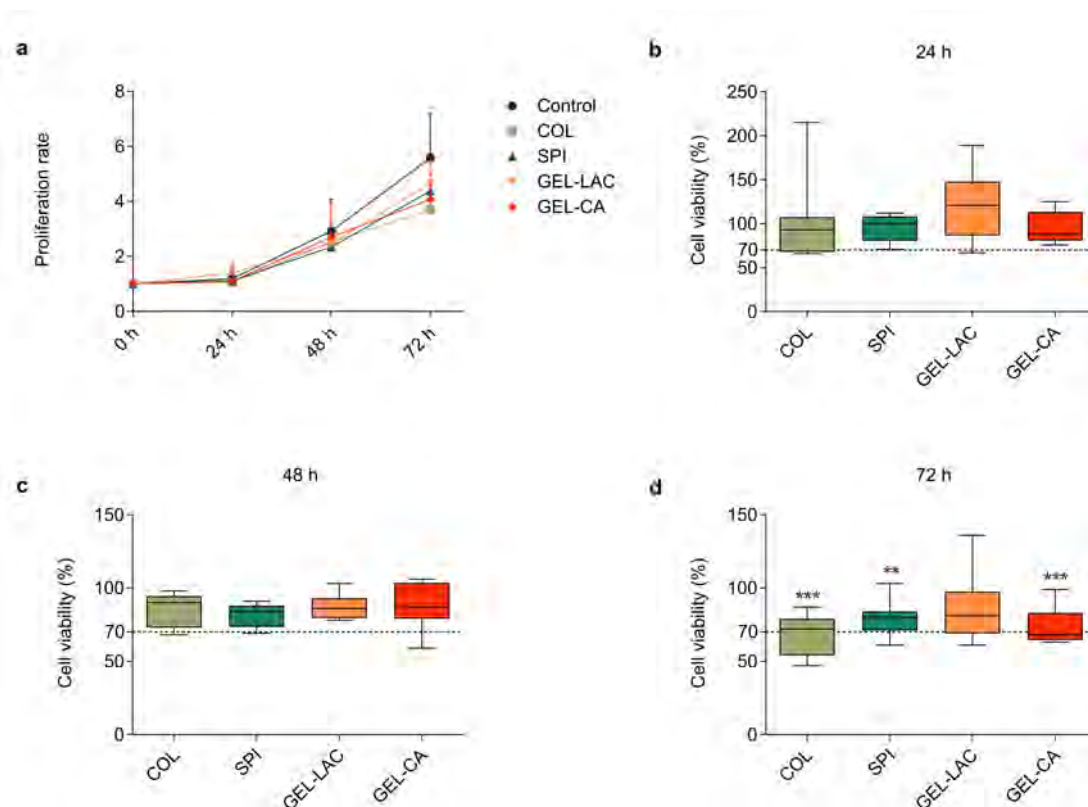 a
Proliferation rate
8
6
4
2
0
0 h
24 h
48 h
72 h
Control
COL
SPI
GEL-LAC
GEL-CA
b
24 h
Cell viability (%)
250
200
150
100
70
50
0
COL
SPI
GEL-LAC
GEL-CA
c
48 h
Cell viability (%)
150
100
70
50
0
COL
SPI
GEL-LAC
GEL-CA
d
72 h
Cell viability (%)
150
100
70
50
0
***
**
***
COL
SPI
GEL-LAC
GEL-CA